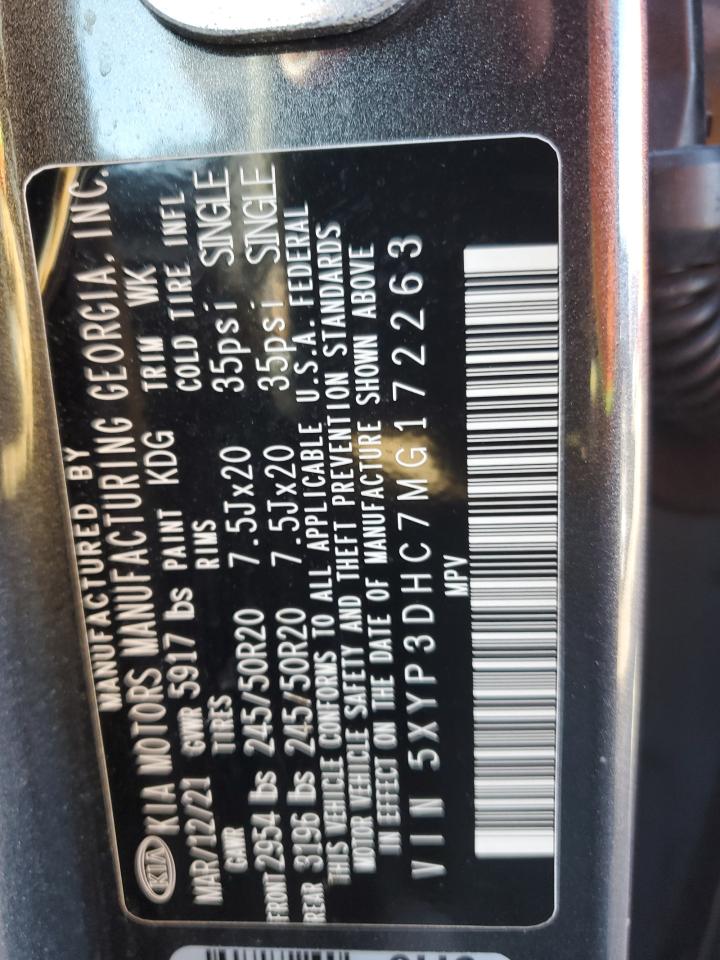 KIA
MANUFACTURED BY
KIA MOTORS MANUFACTURING GEORGIA, INC.
MAR/12/21 GVWR 5917 lbs PAINT KDG TRIM WK
GAWR TIRES RIMS COLD TIRE INFL
FRONT 2954 lbs 245/50R20 7.5Jx20 35psi SINGLE
REAR 3196 lbs 245/50R20 7.5Jx20 35psi SINGLE
THIS VEHICLE CONFORMS TO ALL APPLICABLE U.S.A. FEDERAL
MOTOR VEHICLE SAFETY AND THEFT PREVENTION STANDARDS
IN EFFECT ON THE DATE OF MANUFACTURE SHOWN ABOVE
VIN 5XYP3DHC7MG172263
MPV